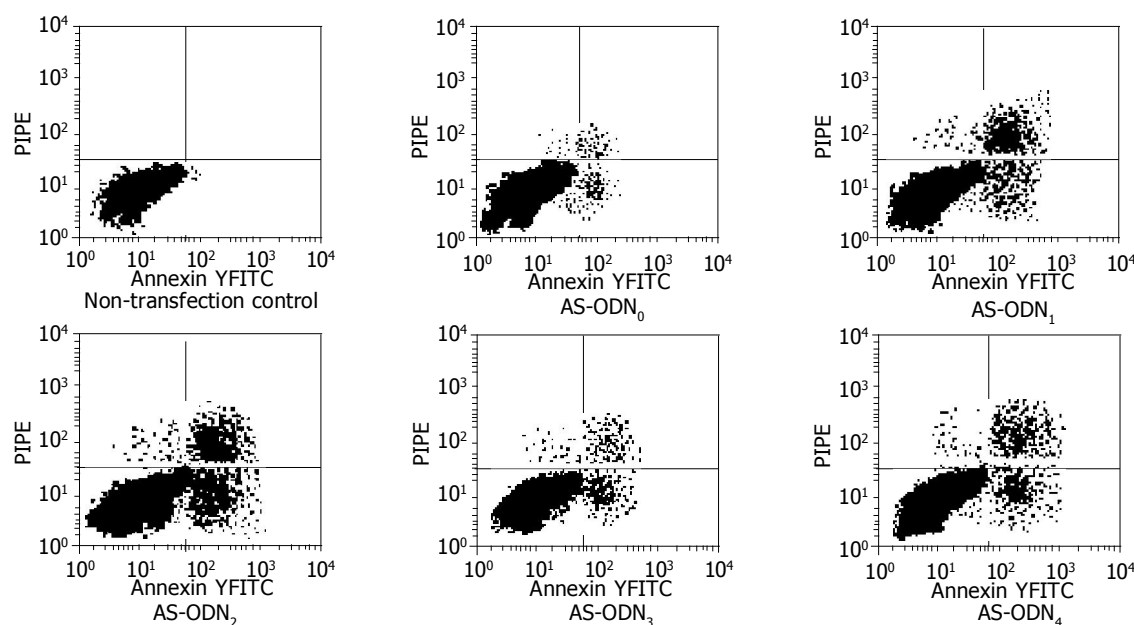 10⁴ 10⁴ 10⁴
10³ 10³ 10³
PIPE PIPE PIPE
10² 10² 10²
10¹ 10¹ 10¹
10⁰ 10⁰ 10⁰
10⁰ 10¹ 10² 10³ 10⁴ 10⁰ 10¹ 10² 10³ 10⁴ 10⁰ 10¹ 10² 10³ 10⁴
Annexin YFITC Annexin YFITC Annexin YFITC
Non-transfection control AS-ODN₀ AS-ODN₁
10⁴ 10⁴ 10⁴
10³ 10³ 10³
PIPE PIPE PIPE
10² 10² 10²
10¹ 10¹ 10¹
10⁰ 10⁰ 10⁰
10⁰ 10¹ 10² 10³ 10⁴ 10⁰ 10¹ 10² 10³ 10⁴ 10⁰ 10¹ 10² 10³ 10⁴
Annexin YFITC Annexin YFITC Annexin YFITC
AS-ODN₂ AS-ODN₃ AS-ODN₄